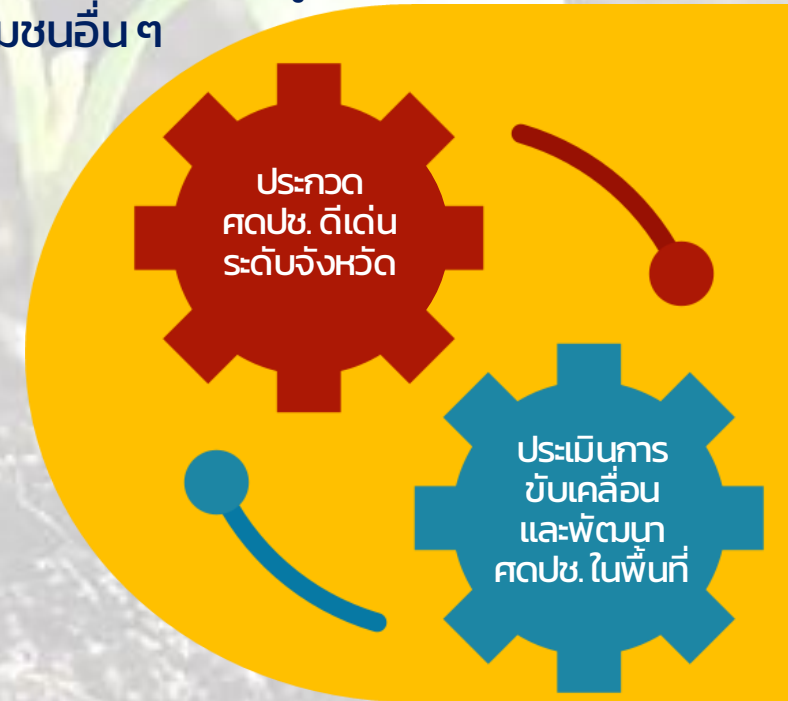 มชนอื่น ๆ
ประกวด
ศดปช. ดีเด่น
ระดับจังหวัด
ประเมินการ
ขับเคลื่อน
และพัฒนา
ศดปช. ในพื้นที่